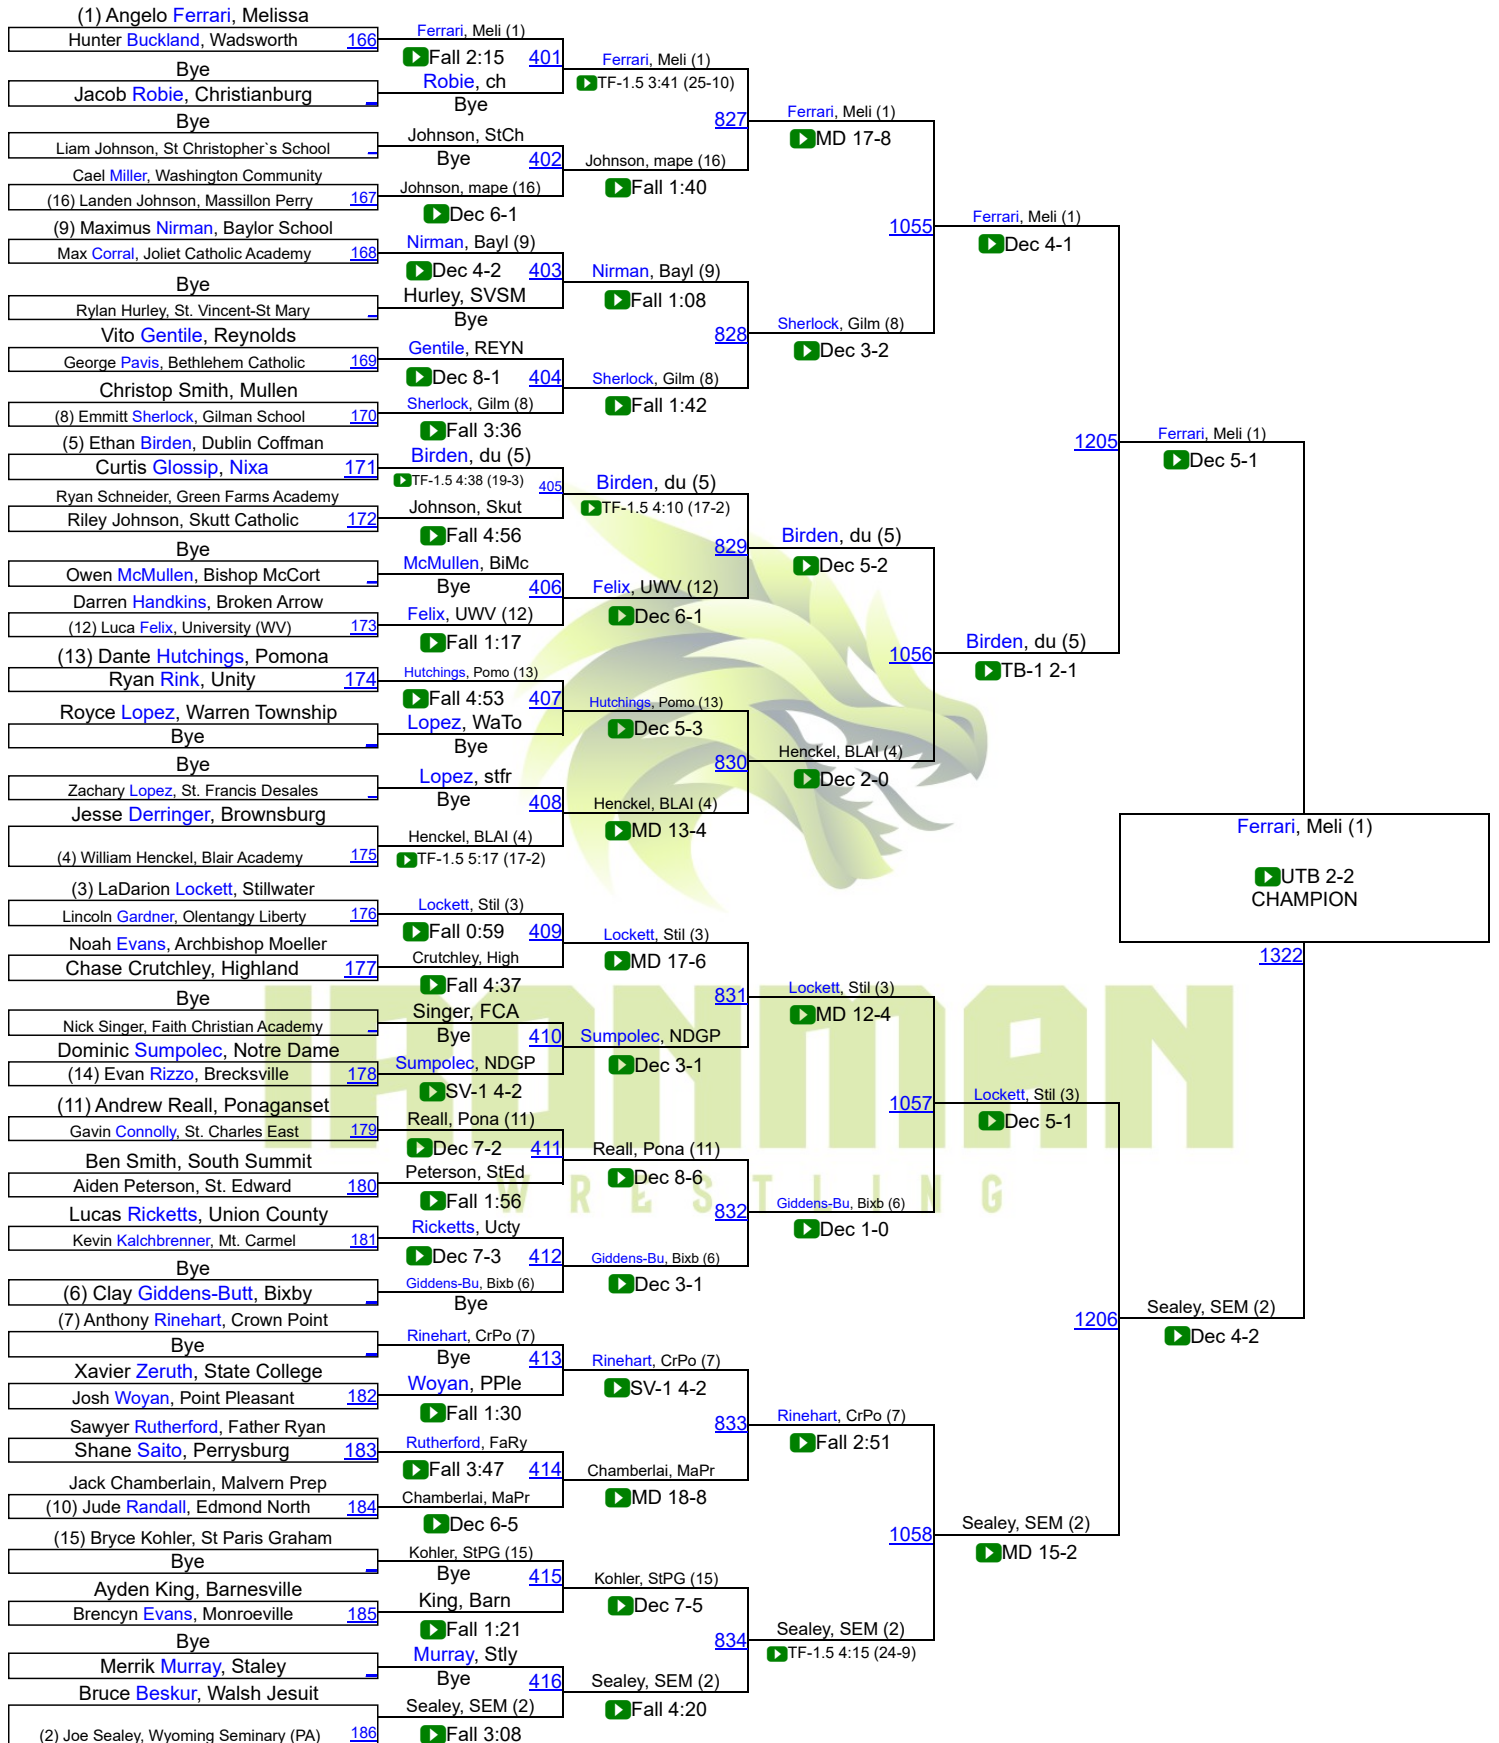 (1) Angelo Ferrari, Melissa
Hunter Buckland, Wadsworth 166
Bye
Jacob Robie, Christianburg
Bye
Liam Johnson, St Christopher`s School
Cael Miller, Washington Community
(16) Landen Johnson, Massillon Perry 167
(9) Maximus Nirman, Baylor School
Max Corral, Joliet Catholic Academy 168
Bye
Rylan Hurley, St. Vincent-St Mary
Vito Gentile, Reynolds
George Pavis, Bethlehem Catholic 169
Christop Smith, Mullen
(8) Emmitt Sherlock, Gilman School 170
(5) Ethan Birden, Dublin Coffman
Curtis Glossip, Nixa 171
Ryan Schneider, Green Farms Academy
Riley Johnson, Skutt Catholic 172
Bye
Owen McMullen, Bishop McCort
Darren Handkins, Broken Arrow
(12) Luca Felix, University (WV) 173
(13) Dante Hutchings, Pomona
Ryan Rink, Unity 174
Royce Lopez, Warren Township
Bye
Bye
Zachary Lopez, St. Francis Desales
Jesse Derringer, Brownsburg
(4) William Henckel, Blair Academy 175
(3) LaDarion Lockett, Stillwater
Lincoln Gardner, Olentangy Liberty 176
Noah Evans, Archbishop Moeller
Chase Crutchley, Highland 177
Bye
Nick Singer, Faith Christian Academy
Dominic Sumpolec, Notre Dame
(14) Evan Rizzo, Brecksville 178
(11) Andrew Reall, Ponaganset
Gavin Connolly, St. Charles East 179
Ben Smith, South Summit
Aiden Peterson, St. Edward 180
Lucas Ricketts, Union County
Kevin Kalchbrenner, Mt. Carmel 181
Bye
(6) Clay Giddens-Butt, Bixby
(7) Anthony Rinehart, Crown Point
Bye
Xavier Zeruth, State College
Josh Woyan, Point Pleasant 182
Sawyer Rutherford, Father Ryan
Shane Saito, Perrysburg 183
Jack Chamberlain, Malvern Prep
(10) Jude Randall, Edmond North 184
(15) Bryce Kohler, St Paris Graham
Bye
Ayden King, Barnesville
Brencyn Evans, Monroeville 185
Bye
Merrik Murray, Staley
Bruce Beskur, Walsh Jesuit
(2) Joe Sealey, Wyoming Seminary (PA) 186
Ferrari, Meli (1)
Fall 2:15 401
Robie, ch
Bye
Johnson, StCh
Bye 402
Johnson, mape (16)
Dec 6-1
Nirman, Bayl (9)
Dec 4-2 403
Hurley, SVSM
Bye
Gentile, REYN
Dec 8-1 404
Sherlock, Gilm (8)
Fall 3:36
Birden, du (5)
TF-1.5 4:38 (19-3) 405
Johnson, Skut
Fall 4:56
McMullen, BiMc
Bye 406
Felix, UWV (12)
Fall 1:17
Hutchings, Pomo (13)
Fall 4:53 407
Lopez, WaTo
Bye
Lopez, stfr
Bye 408
Henckel, BLAI (4)
TF-1.5 5:17 (17-2)
Lockett, Stil (3)
Fall 0:59 409
Crutchley, High
Fall 4:37
Singer, FCA
Bye 410
Sumpolec, NDGP
SV-1 4-2
Reall, Pona (11)
Dec 7-2 411
Peterson, StEd
Fall 1:56
Ricketts, Ucty
Dec 7-3 412
Giddens-Bu, Bixb (6)
Bye
Rinehart, CrPo (7)
Bye 413
Woyan, PPle
Fall 1:30
Rutherford, FaRy
Fall 3:47 414
Chamberlai, MaPr
Dec 6-5
Kohler, StPG (15)
Bye 415
King, Barn
Fall 1:21
Murray, Stly
Bye 416
Sealey, SEM (2)
Fall 3:08
Ferrari, Meli (1)
TF-1.5 3:41 (25-10)
827
Johnson, mape (16)
Fall 1:40
Nirman, Bayl (9)
Fall 1:08
828
Sherlock, Gilm (8)
Fall 1:42
Birden, du (5)
TF-1.5 4:10 (17-2)
829
Felix, UWV (12)
Dec 6-1
Hutchings, Pomo (13)
Dec 5-3
830
Henckel, BLAI (4)
MD 13-4
Lockett, Stil (3)
MD 17-6
831
Sumpolec, NDGP
Dec 3-1
Reall, Pona (11)
Dec 8-6
832
Giddens-Bu, Bixb (6)
Dec 3-1
Rinehart, CrPo (7)
SV-1 4-2
833
Chamberlai, MaPr
MD 18-8
Kohler, StPG (15)
Dec 7-5
834
Sealey, SEM (2)
Fall 4:20
Ferrari, Meli (1)
MD 17-8
1055
Sherlock, Gilm (8)
Dec 3-2
Birden, du (5)
Dec 5-2
1056
Henckel, BLAI (4)
Dec 2-0
Lockett, Stil (3)
MD 12-4
1057
Giddens-Bu, Bixb (6)
Dec 1-0
Rinehart, CrPo (7)
Fall 2:51
1058
Sealey, SEM (2)
TF-1.5 4:15 (24-9)
Ferrari, Meli (1)
Dec 4-1
1205
Birden, du (5)
TB-1 2-1
Lockett, Stil (3)
Dec 5-1
1206
Sealey, SEM (2)
MD 15-2
Ferrari, Meli (1)
Dec 5-1
Sealey, SEM (2)
Dec 4-2
Ferrari, Meli (1)
UTB 2-2
CHAMPION
1322
IRONMAN
WRESTLING